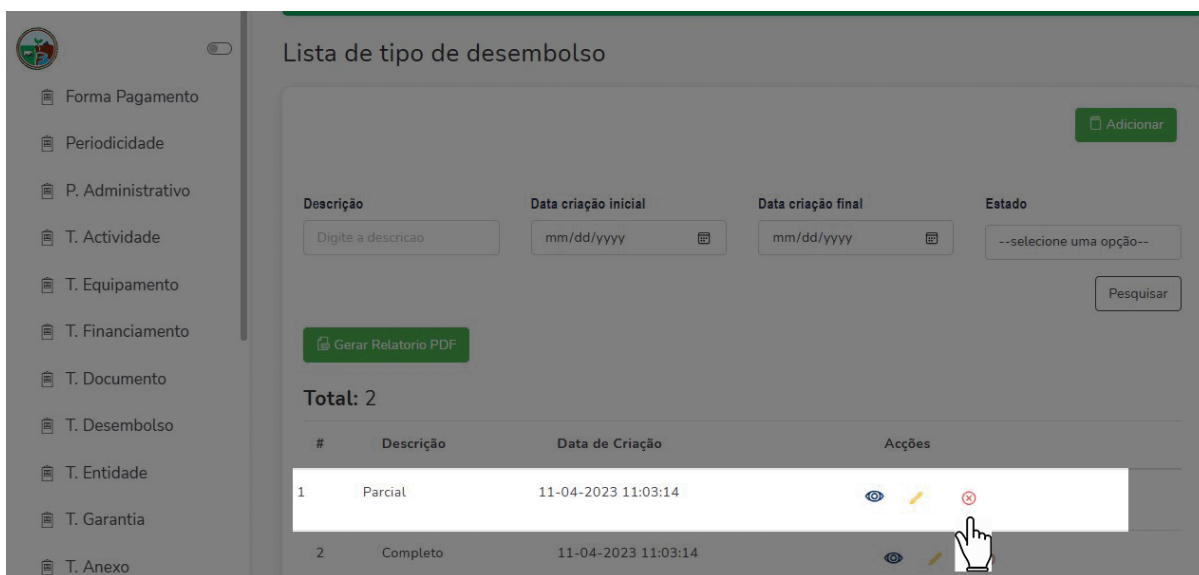 Lista de tipo de desembolso
Forma Pagamento
Periodicidade
P. Administrativo
T. Actividade
T. Equipamento
T. Financiamento
T. Documento
T. Desembolso
T. Entidade
T. Garantia
T. Anexo
Adicionar
Descrição Data criação inicial Data criação final Estado
Digite a descricao mm/dd/yyyy mm/dd/yyyy --selecione uma opção--
Pesquisar
Gerar Relatorio PDF
Total: 2
# Descrição Data de Criação Acções
1 Parcial 11-04-2023 11:03:14
2 Completo 11-04-2023 11:03:14